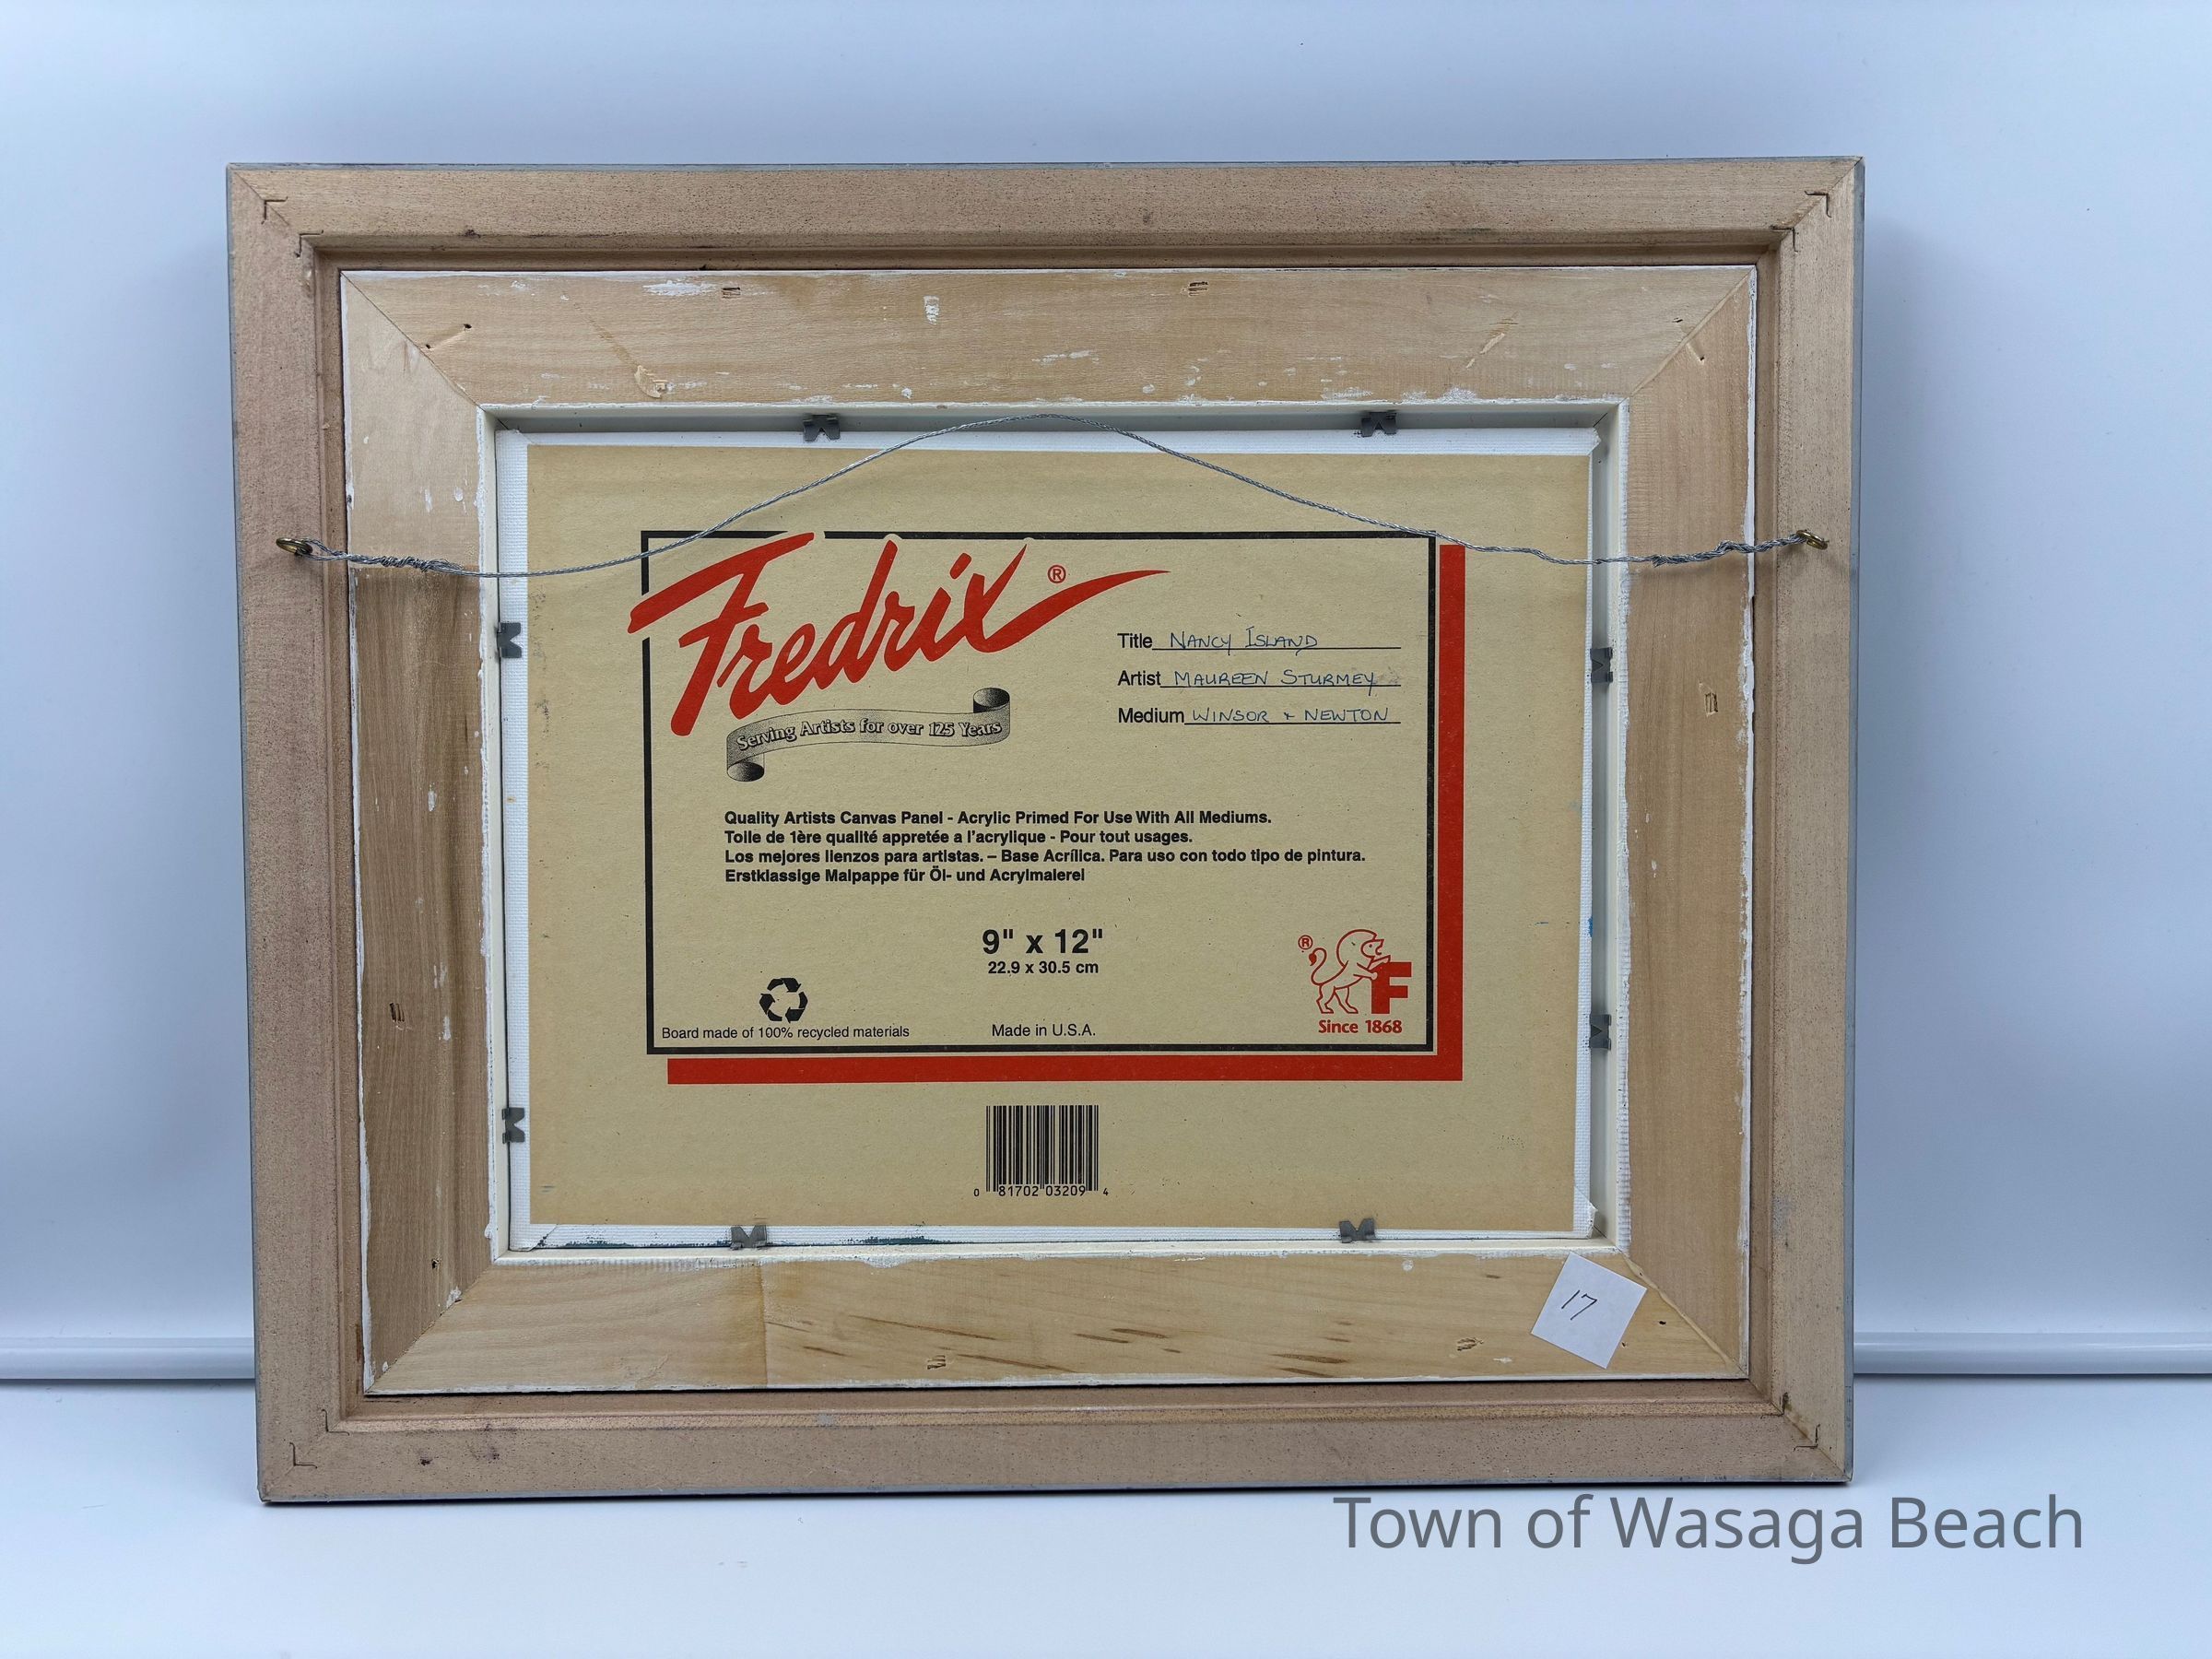 Fredrix ®
Serving Artists for over 125 Years
Title NANCY ISLAND
Artist MAUREEN STURMEY
Medium WINSOR + NEWTON
Quality Artists Canvas Panel - Acrylic Primed For Use With All Mediums.
Toile de 1ère qualité appretée a l'acrylique - Pour tout usages.
Los mejores lienzos para artistas. – Base Acrílica. Para uso con todo tipo de pintura.
Erstklassige Malpappe für Öl- und Acrylmalerei
9" x 12"
22.9 x 30.5 cm
Board made of 100% recycled materials
Made in U.S.A.
® F
Since 1868
0 81702 03209 4
17
Town of Wasaga Beach